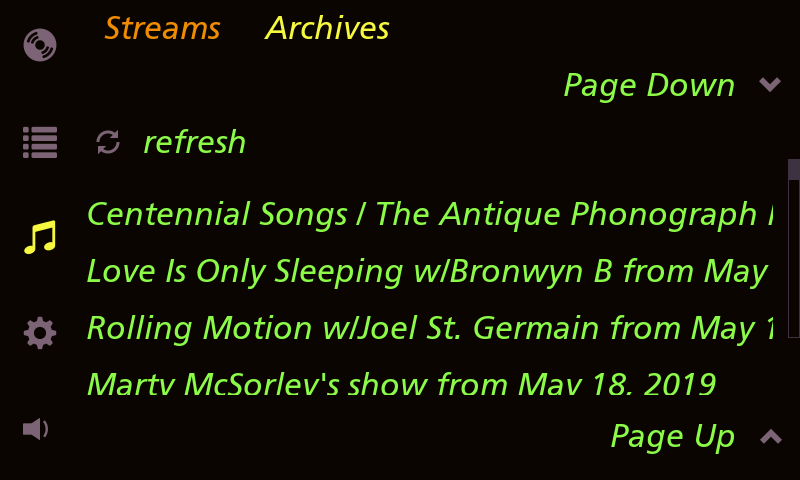 Streams Archives
Page Down
refresh
Centennial Songs / The Antique Phonograph
Love Is Only Sleeping w/Bronwyn B from May
Rolling Motion w/Joel St. Germain from May 1
Marty McSorley's show from May 18, 2019
Page Up